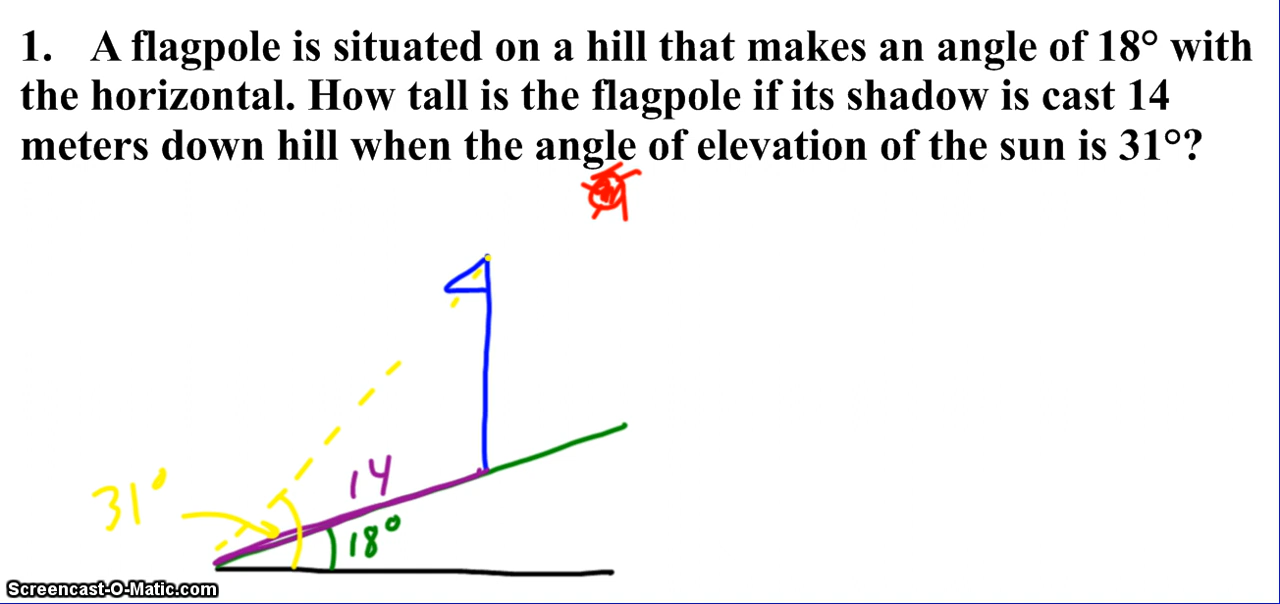 1. A flagpole is situated on a hill that makes an angle of 18° with
the horizontal. How tall is the flagpole if its shadow is cast 14
meters down hill when the angle of elevation of the sun is 31°?
14
31°
18°
Screencast-O-Matic.com